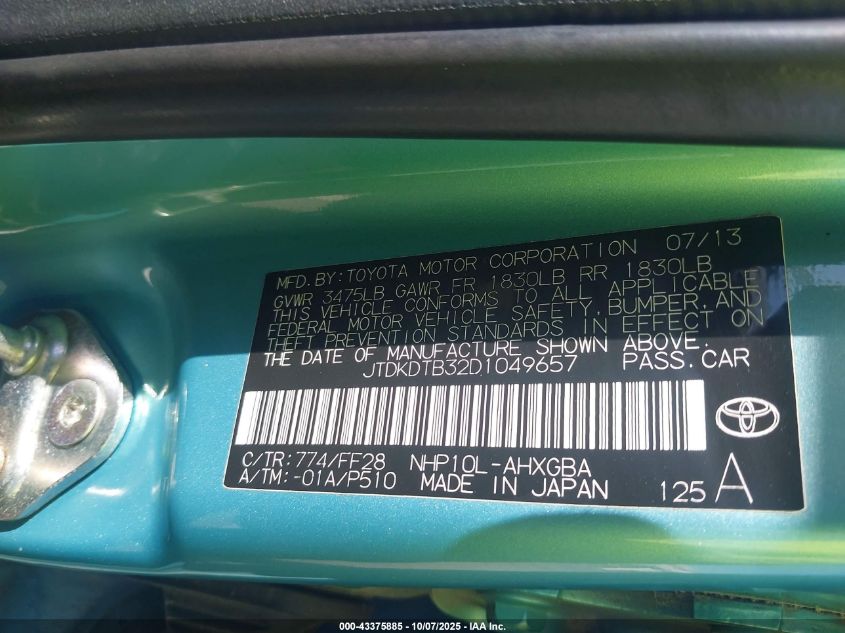 MFD. BY: TOYOTA MOTOR CORPORATION 07/13
GVWR 3475LB GAWR FR 1830LB RR 1830LB
THIS VEHICLE CONFORMS TO ALL APPLICABLE
FEDERAL MOTOR VEHICLE SAFETY, BUMPER, AND
THEFT PREVENTION STANDARDS IN EFFECT ON
THE DATE OF MANUFACTURE SHOWN ABOVE.
JTDKDTB32D1049657 PASS. CAR
C/TR: 774/FF28 NHP10L-AHXGBA
A/TM: -01A/P510 MADE IN JAPAN 125 A
000-43375885 - 10/07/2025 - IAA Inc.